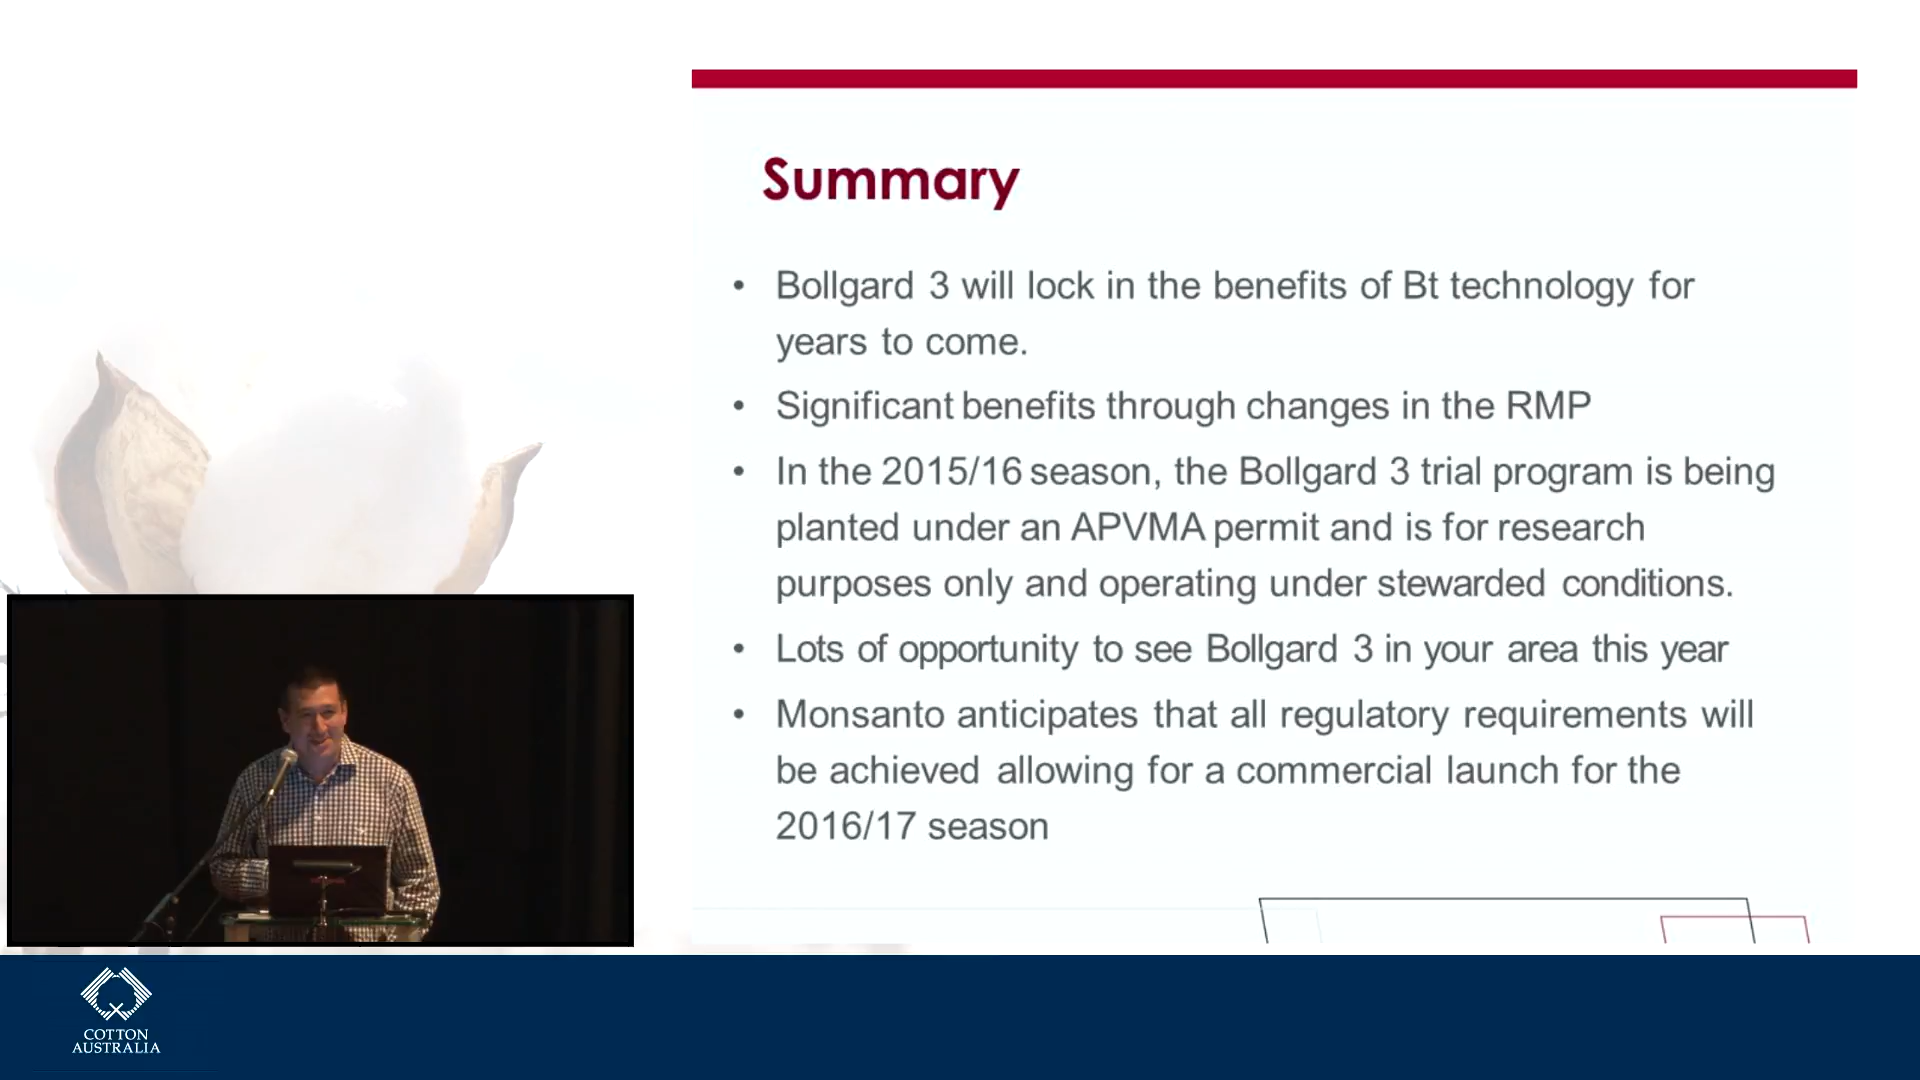 Summary
• Bollgard 3 will lock in the benefits of Bt technology for
years to come.
• Significant benefits through changes in the RMP
• In the 2015/16 season, the Bollgard 3 trial program is being
planted under an APVMA permit and is for research
purposes only and operating under stewarded conditions.
• Lots of opportunity to see Bollgard 3 in your area this year
• Monsanto anticipates that all regulatory requirements will
be achieved allowing for a commercial launch for the
2016/17 season
COTTON
AUSTRALIA